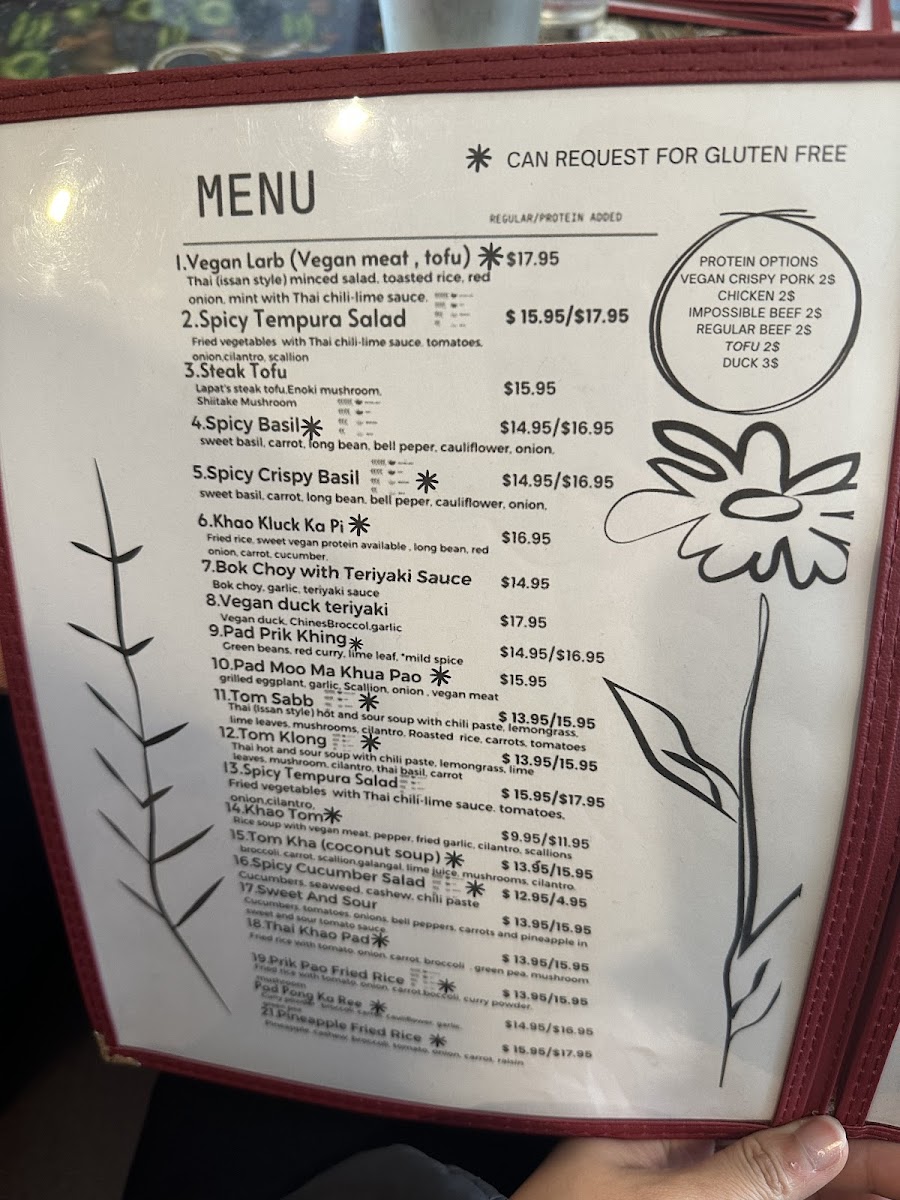 ✱ CAN REQUEST FOR GLUTEN FREE
MENU
REGULAR/PROTEIN ADDED
1.Vegan Larb (Vegan meat , tofu) ✱ $17.95
Thai (issan style) minced salad, toasted rice, red
onion, mint with Thai chili-lime sauce.
2.Spicy Tempura Salad $ 15.95/$17.95
Fried vegetables with Thai chili-lime sauce, tomatoes,
onion,cilantro, scallion
3.Steak Tofu $15.95
Lapat's steak tofu,Enoki mushroom,
Shiitake Mushroom
4.Spicy Basil ✱ $14.95/$16.95
sweet basil, carrot, long bean, bell peper, cauliflower, onion,
5.Spicy Crispy Basil ✱ $14.95/$16.95
sweet basil, carrot, long bean, bell peper, cauliflower, onion,
6.Khao Kluck Ka Pi ✱ $16.95
Fried rice, sweet vegan protein available , long bean, red
onion, carrot, cucumber.
7.Bok Choy with Teriyaki Sauce $14.95
Bok choy, garlic, teriyaki sauce
8.Vegan duck teriyaki $17.95
Vegan duck, ChinesBroccol,garlic
9.Pad Prik Khing ✱ $14.95/$16.95
Green beans, red curry, lime leaf, *mild spice
10.Pad Moo Ma Khua Pao ✱ $15.95
grilled eggplant, garlic, Scallion, onion , vegan meat
11.Tom Sabb ✱ $ 13.95/15.95
Thai (issan style) hot and sour soup with chili paste, lemongrass,
lime leaves, mushrooms, cilantro, Roasted rice, carrots, tomatoes
12.Tom Klong ✱ $ 13.95/15.95
Thai hot and sour soup with chili paste, lemongrass, lime
leaves, mushroom, cilantro, thai basil, carrot
13.Spicy Tempura Salad $ 15.95/$17.95
Fried vegetables with Thai chili-lime sauce, tomatoes,
onion,cilantro,
14.Khao Tom ✱ $9.95/$11.95
Rice soup with vegan meat, pepper, fried garlic, cilantro, scallions
15.Tom Kha (coconut soup) ✱ $ 13.95/15.95
broccoli, carrot, scallion,galangal, lime juice, mushrooms, cilantro,
16.Spicy Cucumber Salad ✱ $ 12.95/4.95
Cucumbers, seaweed, cashew, chili paste
17.Sweet And Sour $ 13.95/15.95
Cucumbers, tomatoes, onions, bell peppers, carrots and pineapple in
sweet and sour tomato sauce
18.Thai Khao Pad ✱ $ 13.95/15.95
Fried rice with tomato, onion, carrot, broccoli , green pea, mushroom
19.Prik Pao Fried Rice ✱ $ 13.95/15.95
Fried rice with tomato, onion, carrot,boccoli, curry powder,
mushroom
Pad Pong Ka Ree ✱ $14.95/$16.95
Curry powder, broccoli, cauliflower, garlic,
21.Pineapple Fried Rice ✱ $ 15.95/$17.95
Pineapple, cashew, broccoli, tomato, onion, carrot, raisin
PROTEIN OPTIONS
VEGAN CRISPY PORK 2$
CHICKEN 2$
IMPOSSIBLE BEEF 2$
REGULAR BEEF 2$
TOFU 2$
DUCK 3$